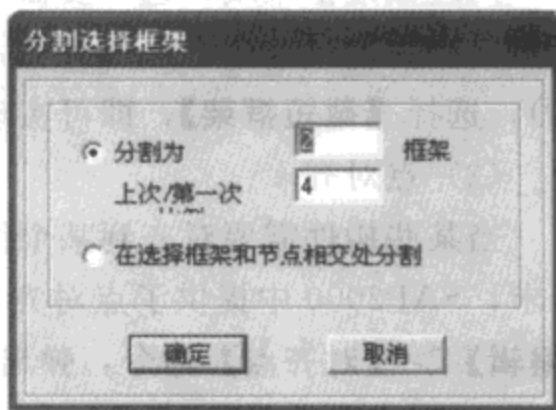 分割选择框架
分割为 框架
上次/第一次 4
在选择框架和节点相交处分割
确定 取消